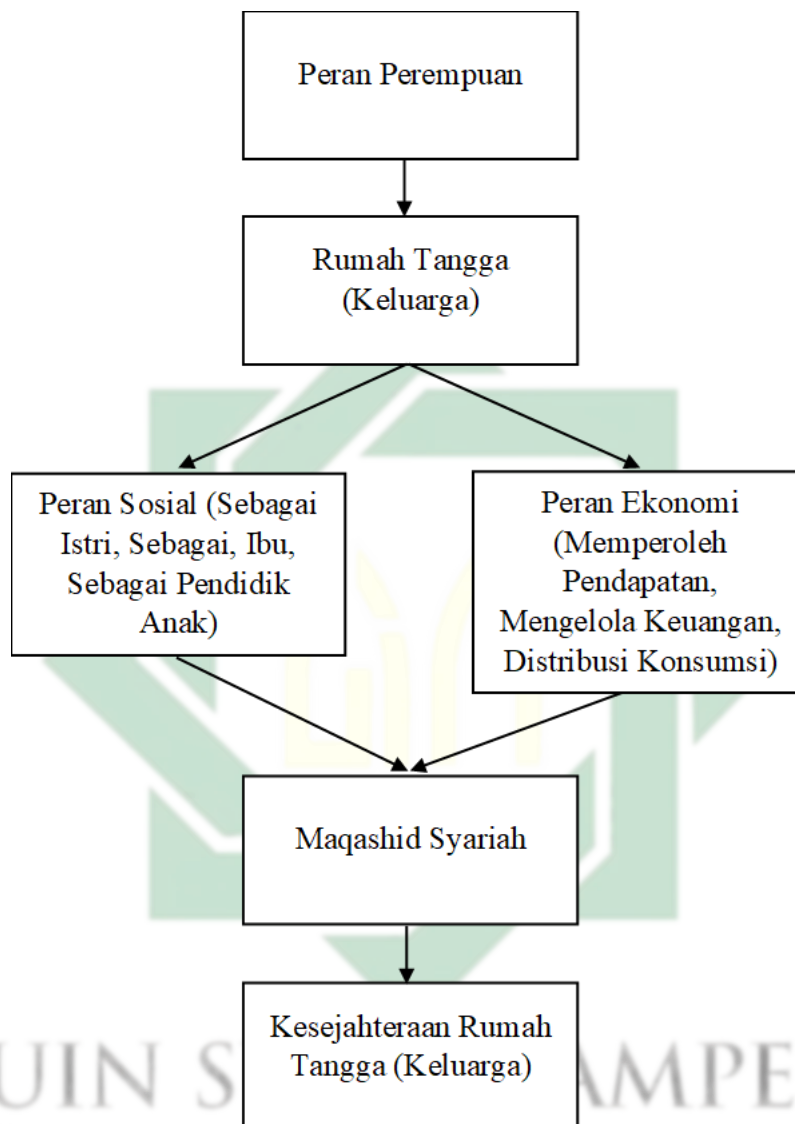 Peran Perempuan
Rumah Tangga
(Keluarga)
Peran Sosial (Sebagai
Istri, Sebagai, Ibu,
Sebagai Pendidik
Anak)
Peran Ekonomi
(Memperoleh
Pendapatan,
Mengelola Keuangan,
Distribusi Konsumsi)
Maqashid Syariah
Kesejahteraan Rumah
Tangga (Keluarga)
UIN S AMPE